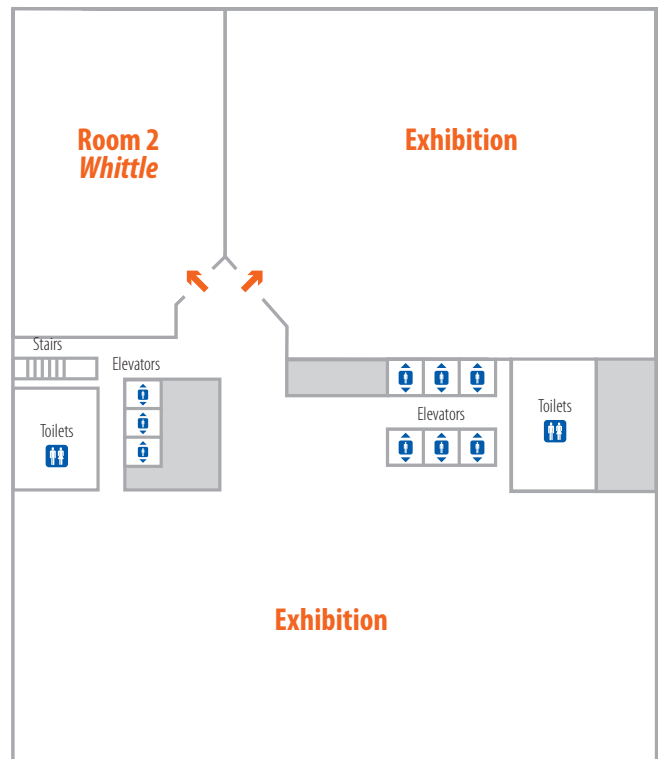 Room 2
Whittle
Exhibition
Stairs
Elevators
Toilets
Elevators
Toilets
Exhibition